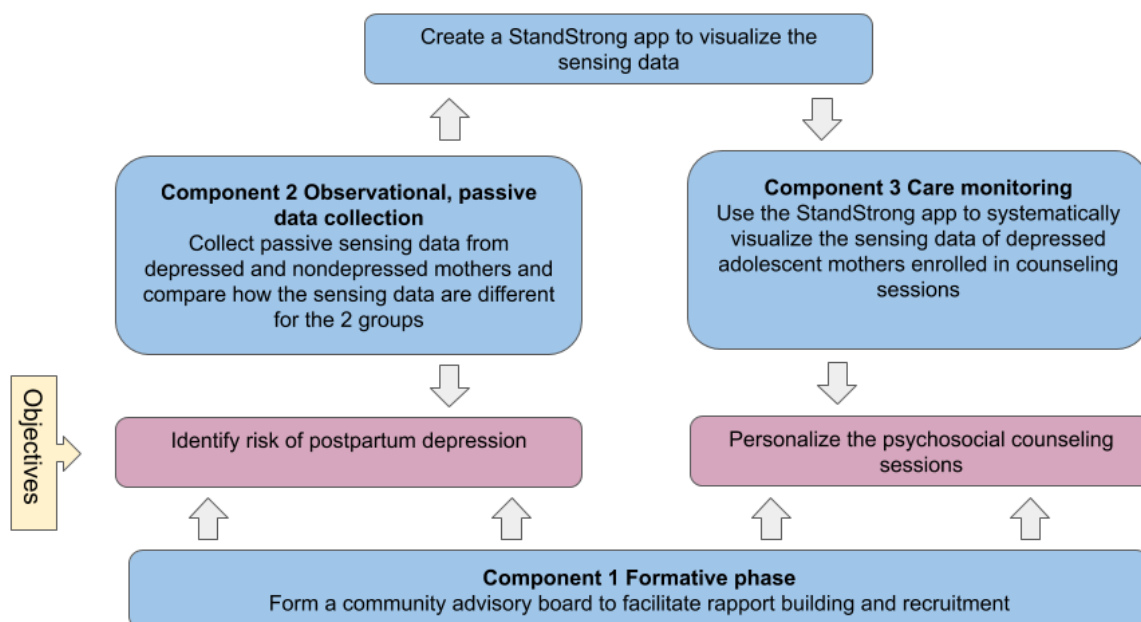 Create a StandStrong app to visualize the
sensing data
Component 2 Observational, passive
data collection
Collect passive sensing data from
depressed and nondepressed mothers and
compare how the sensing data are different
for the 2 groups
Component 3 Care monitoring
Use the StandStrong app to systematically
visualize the sensing data of depressed
adolescent mothers enrolled in counseling
sessions
Objectives
Identify risk of postpartum depression
Personalize the psychosocial counseling
sessions
Component 1 Formative phase
Form a community advisory board to facilitate rapport building and recruitment